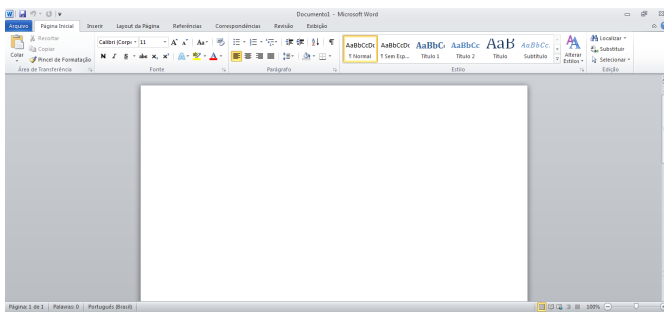 Documento1 - Microsoft Word
Arquivo Página Inicial Inserir Layout da Página Referências Correspondências Revisão Exibição
Colar
Recortar
Copiar
Pincel de Formatação
Área de Transferência
Calibri (Corpo 11
N I S abc x, x'
Fonte
Parágrafo
AaBbCcDc AaBbCcDc AaBbC AaBbCc AaB AaBbCc.
¶ Normal ¶ Sem Esp... Título 1 Título 2 Título Subtítulo
Alterar Estilos
Estilo
Localizar
Substituir
Selecionar
Edição
Página: 1 de 1 Palavras: 0 Português (Brasil) 100%